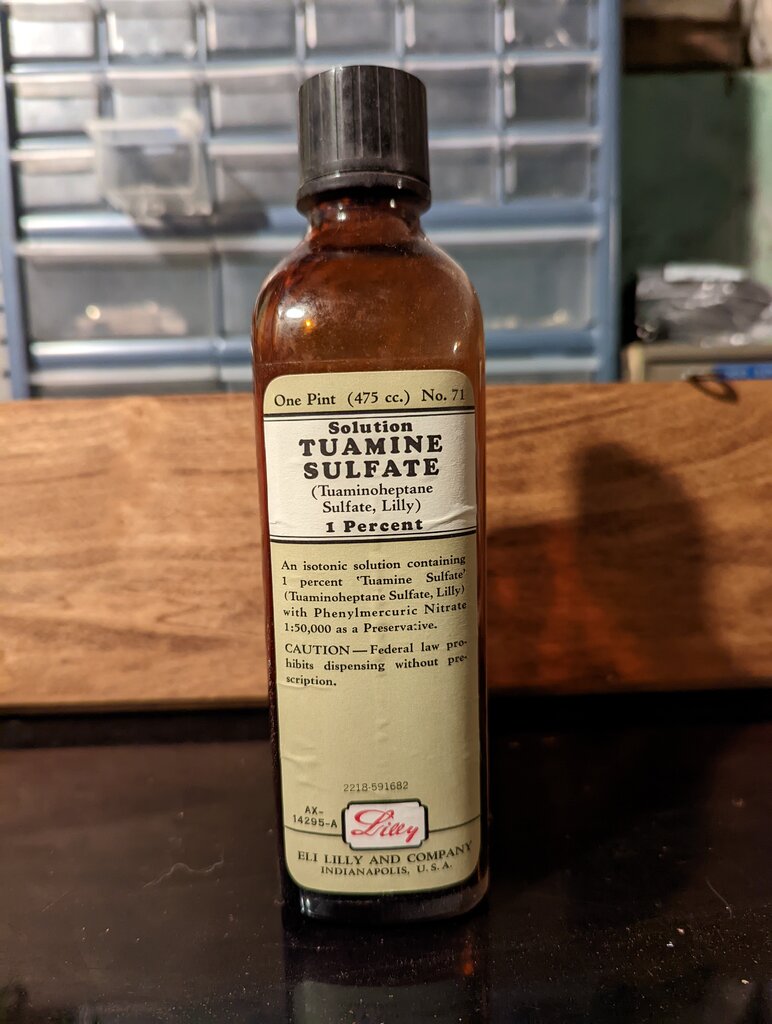 One Pint (475 cc.) No. 71
Solution
TUAMINE
SULFATE
(Tuaminoheptane
Sulfate, Lilly)
1 Percent
An isotonic solution containing
1 percent 'Tuamine Sulfate'
(Tuaminoheptane Sulfate, Lilly)
with Phenylmercuric Nitrate
1:50,000 as a Preservative.
CAUTION—Federal law pro-
hibits dispensing without pre-
scription.
2218-591682
AX-
14295-A
Lilly
ELI LILLY AND COMPANY
INDIANAPOLIS, U. S. A.